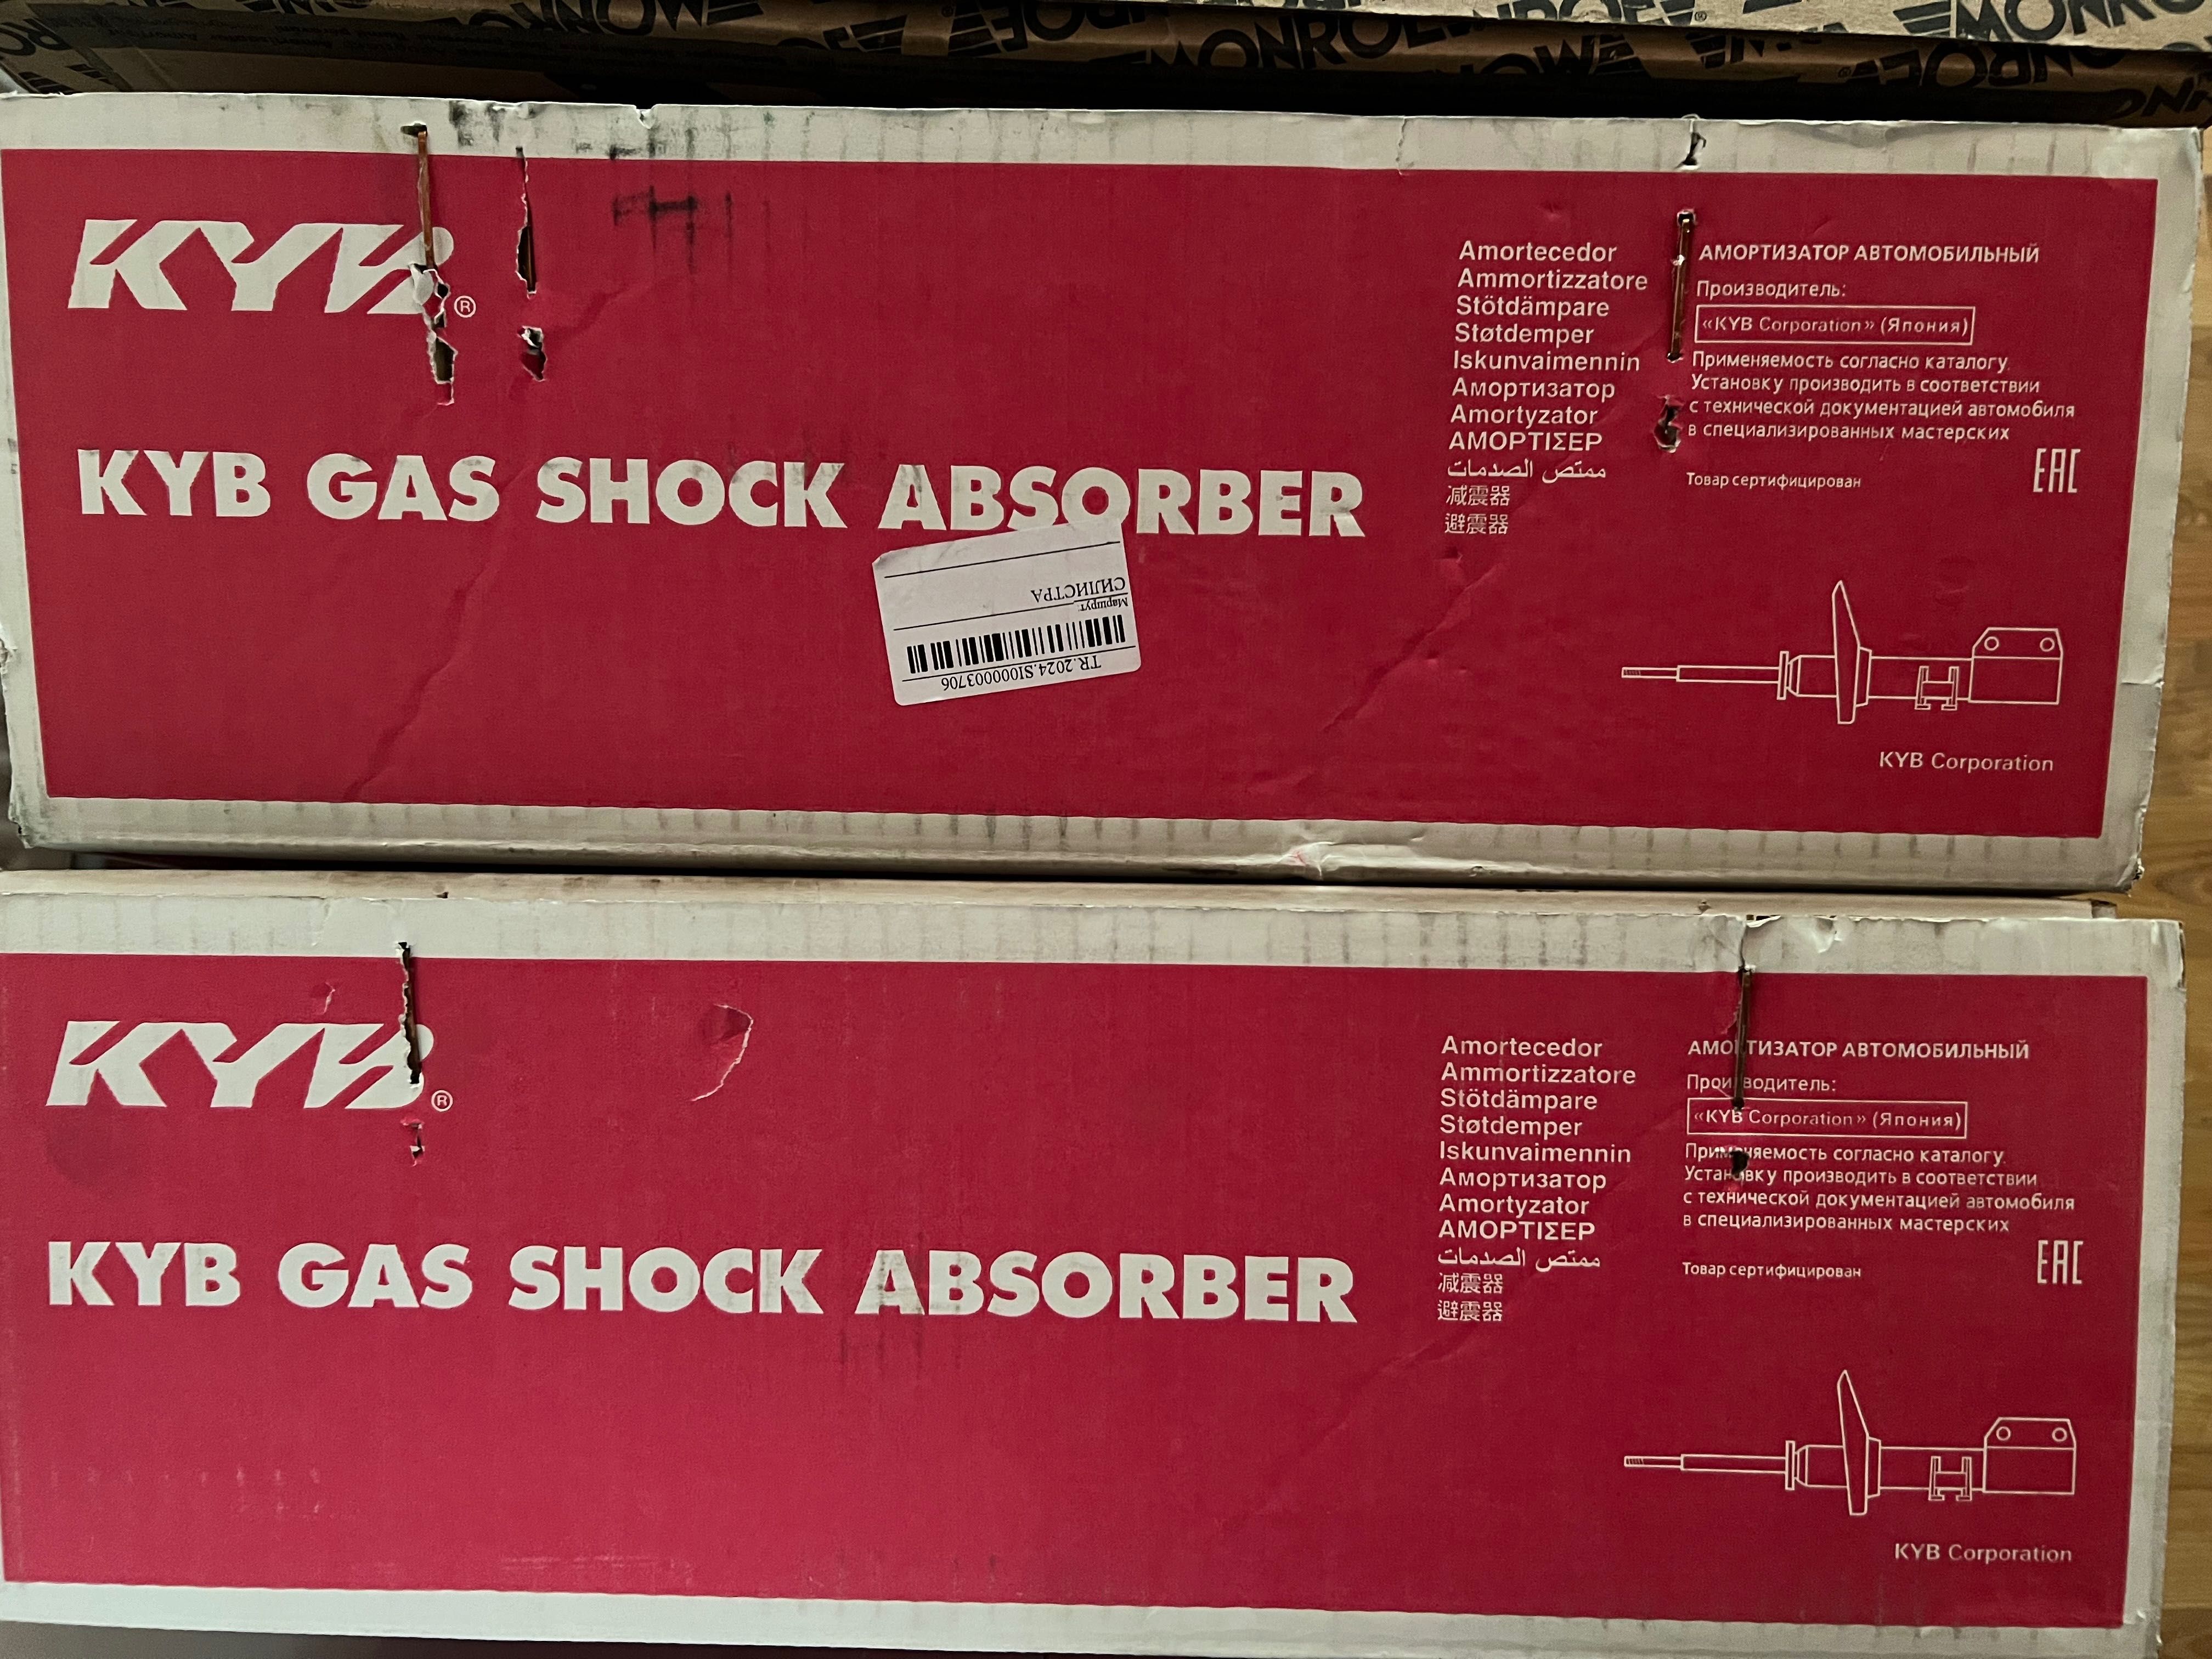 MONROE
KYB®
KYB GAS SHOCK ABSORBER
Amortecedor
Ammortizzatore
Stötdämpare
Støtdemper
Iskunvaimennin
Амортизатор
Amortyzator
ΑΜΟΡΤΙΣΕΡ
ممتص الصدمات
减震器
避震器
АМОРТИЗАТОР АВТОМОБИЛЬНЫЙ
Производитель:
«KYB Corporation» (Япония)
Применяемость согласно каталогу.
Установку производить в соответствии
с технической документацией автомобиля
в специализированных мастерских
Товар сертифицирован
EAC
KYB Corporation
TR.2024.SI0000003706
Маршрут:
СИЛИСТРА
KYB®
KYB GAS SHOCK ABSORBER
Amortecedor
Ammortizzatore
Stötdämpare
Støtdemper
Iskunvaimennin
Амортизатор
Amortyzator
ΑΜΟΡΤΙΣΕΡ
ممتص الصدمات
减震器
避震器
АМОРТИЗАТОР АВТОМОБИЛЬНЫЙ
Производитель:
«KYB Corporation» (Япония)
Применяемость согласно каталогу.
Установку производить в соответствии
с технической документацией автомобиля
в специализированных мастерских
Товар сертифицирован
EAC
KYB Corporation